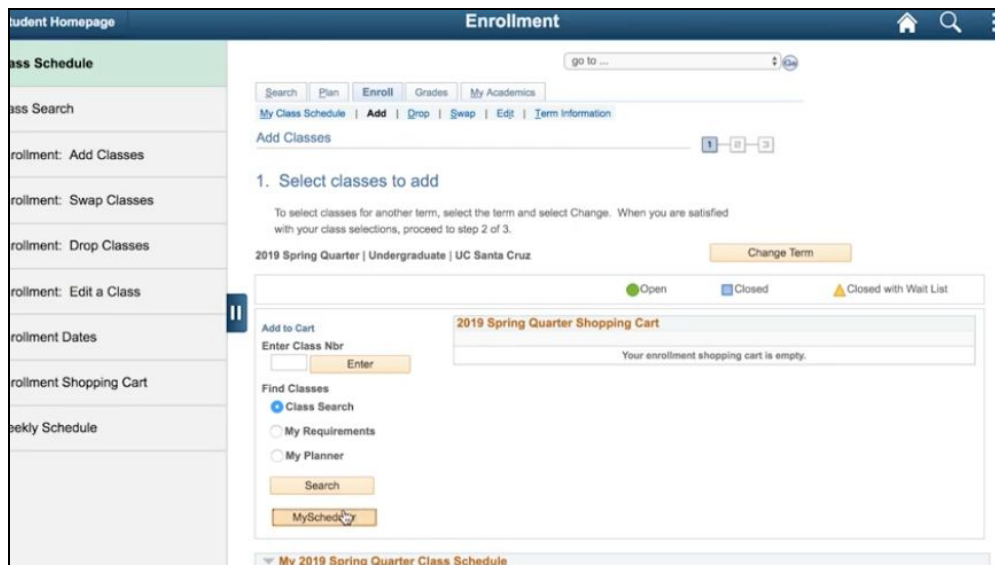 tudent Homepage
Enrollment
ass Schedule
ass Search
rollment: Add Classes
rollment: Swap Classes
rollment: Drop Classes
rollment: Edit a Class
rollment Dates
rollment Shopping Cart
eekly Schedule
go to ...
Search Plan Enroll Grades My Academics
My Class Schedule | Add | Drop | Swap | Edit | Term Information
Add Classes
1 2 3
1. Select classes to add
To select classes for another term, select the term and select Change. When you are satisfied
with your class selections, proceed to step 2 of 3.
2019 Spring Quarter | Undergraduate | UC Santa Cruz
Change Term
Open Closed Closed with Wait List
Add to Cart
Enter Class Nbr
Enter
Find Classes
Class Search
My Requirements
My Planner
Search
2019 Spring Quarter Shopping Cart
Your enrollment shopping cart is empty.
My 2019 Spring Quarter Class Schedule